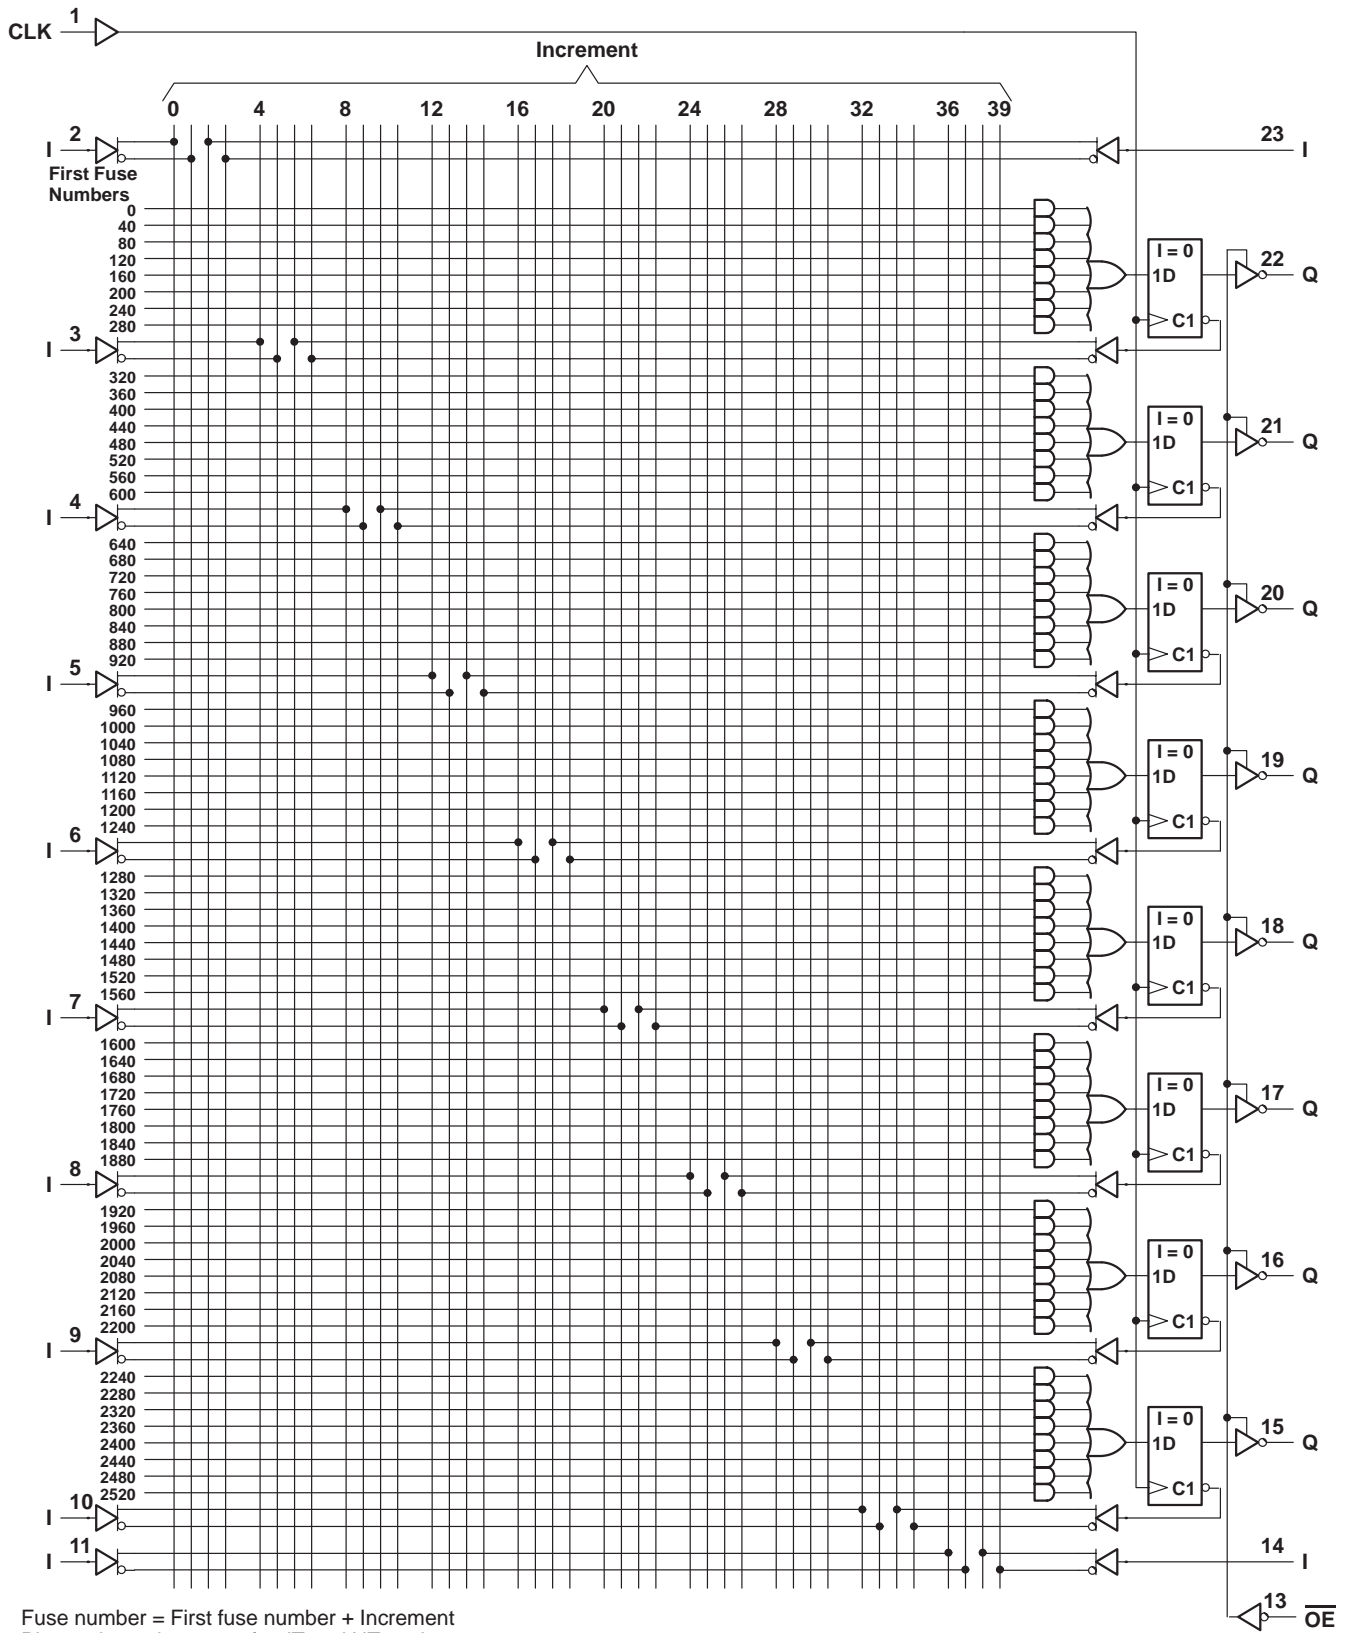 CLK 1
Increment
0 4 8 12 16 20 24 28 32 36 39
I 2
23 I
First Fuse
Numbers
0
40
80
120
160
200
240
280
I = 0
1D
C1
22 Q
I 3
320
360
400
440
480
520
560
600
I = 0
1D
C1
21 Q
I 4
640
680
720
760
800
840
880
920
I = 0
1D
C1
20 Q
I 5
960
1000
1040
1080
1120
1160
1200
1240
I = 0
1D
C1
19 Q
I 6
1280
1320
1360
1400
1440
1480
1520
1560
I = 0
1D
C1
18 Q
I 7
1600
1640
1680
1720
1760
1800
1840
1880
I = 0
1D
C1
17 Q
I 8
1920
1960
2000
2040
2080
2120
2160
2200
I = 0
1D
C1
16 Q
I 9
2240
2280
2320
2360
2400
2440
2480
2520
I = 0
1D
C1
15 Q
I 10
I 11
14 I
13 OE
Fuse number = First fuse number + Increment